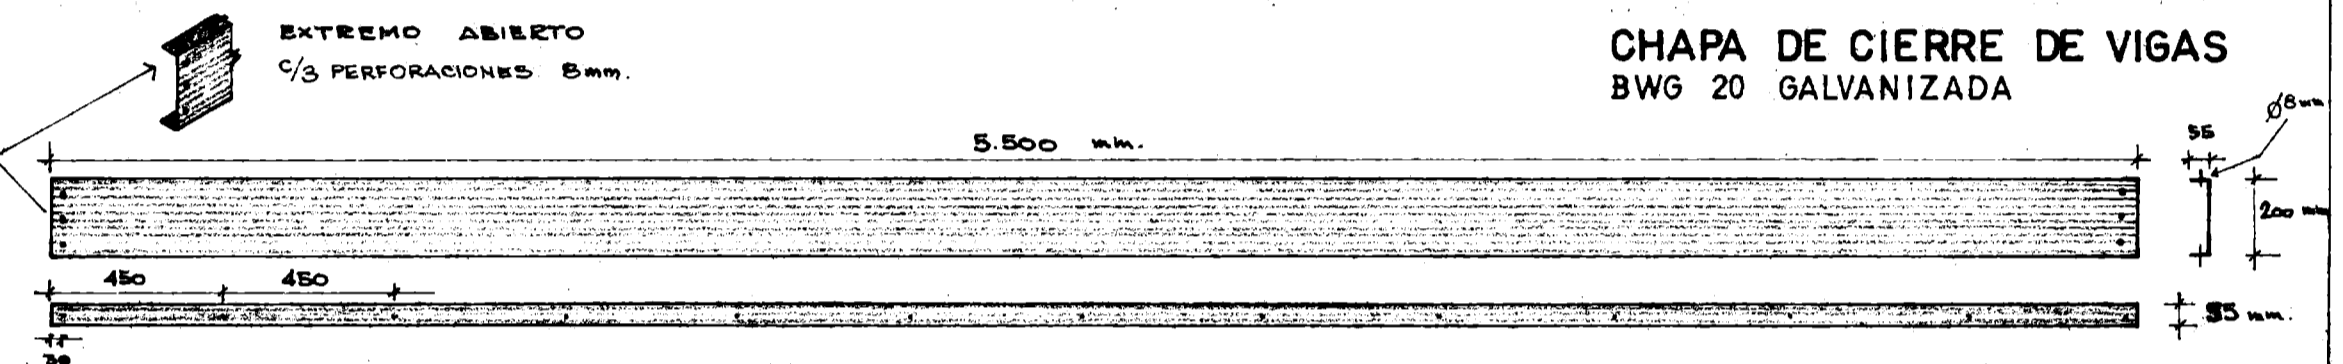 EXTREMO ABIERTO
C/3 PERFORACIONES 8mm.
CHAPA DE CIERRE DE VIGAS
BWG 20 GALVANIZADA
Ø8mm
5.500 mm.
55
200 mm
450
450
55 mm.
30